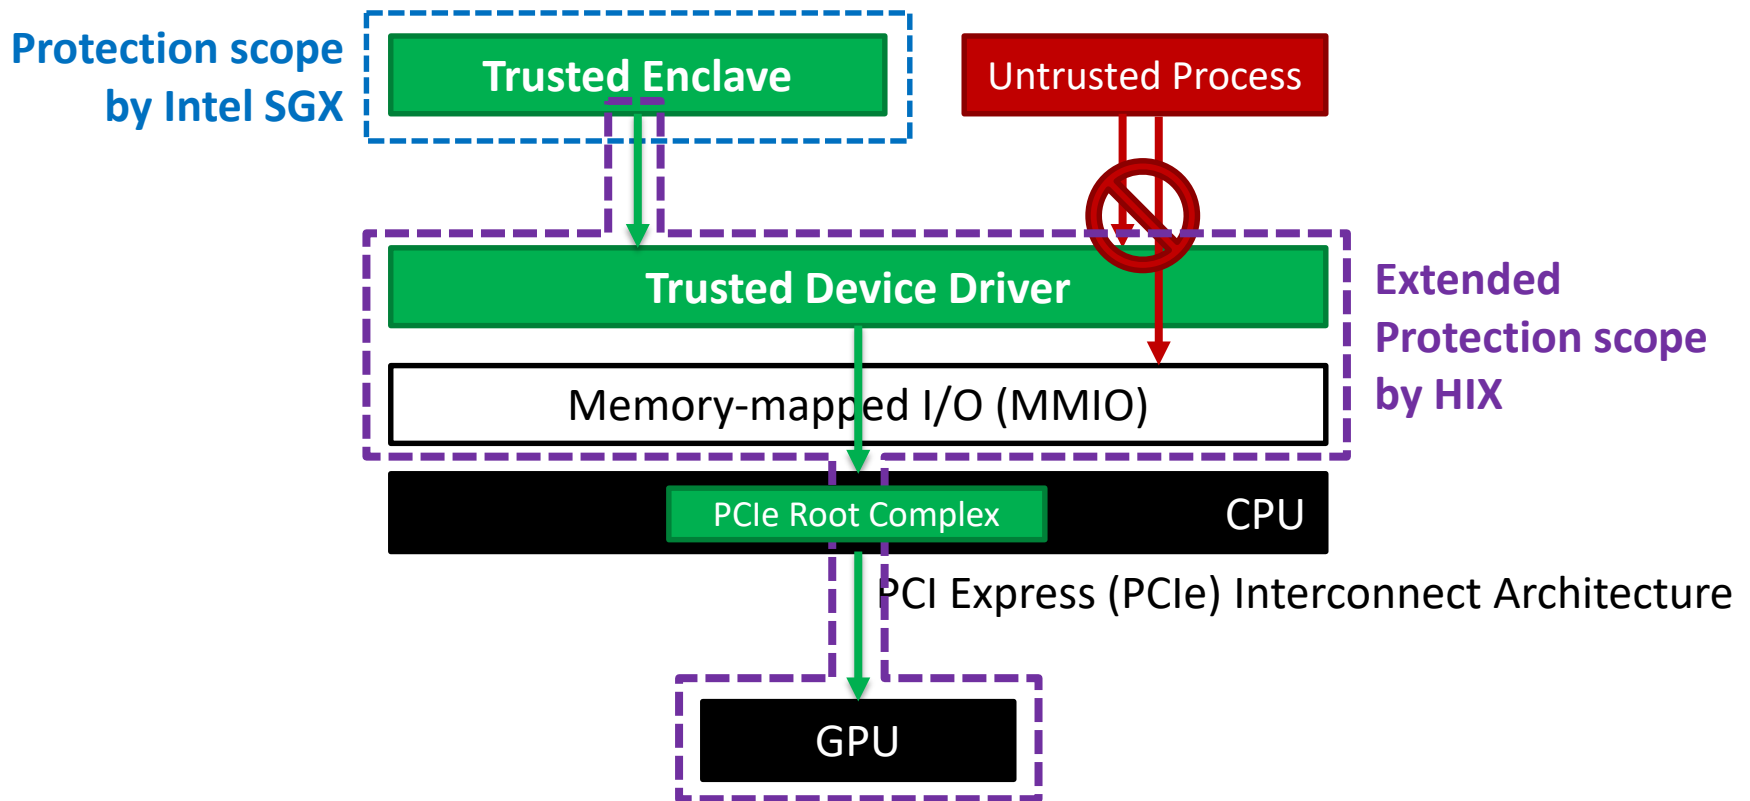 Protection scope
by Intel SGX
Trusted Enclave
Untrusted Process
Trusted Device Driver
Extended
Protection scope
by HIX
Memory-mapped I/O (MMIO)
PCIe Root Complex
CPU
PCI Express (PCIe) Interconnect Architecture
GPU